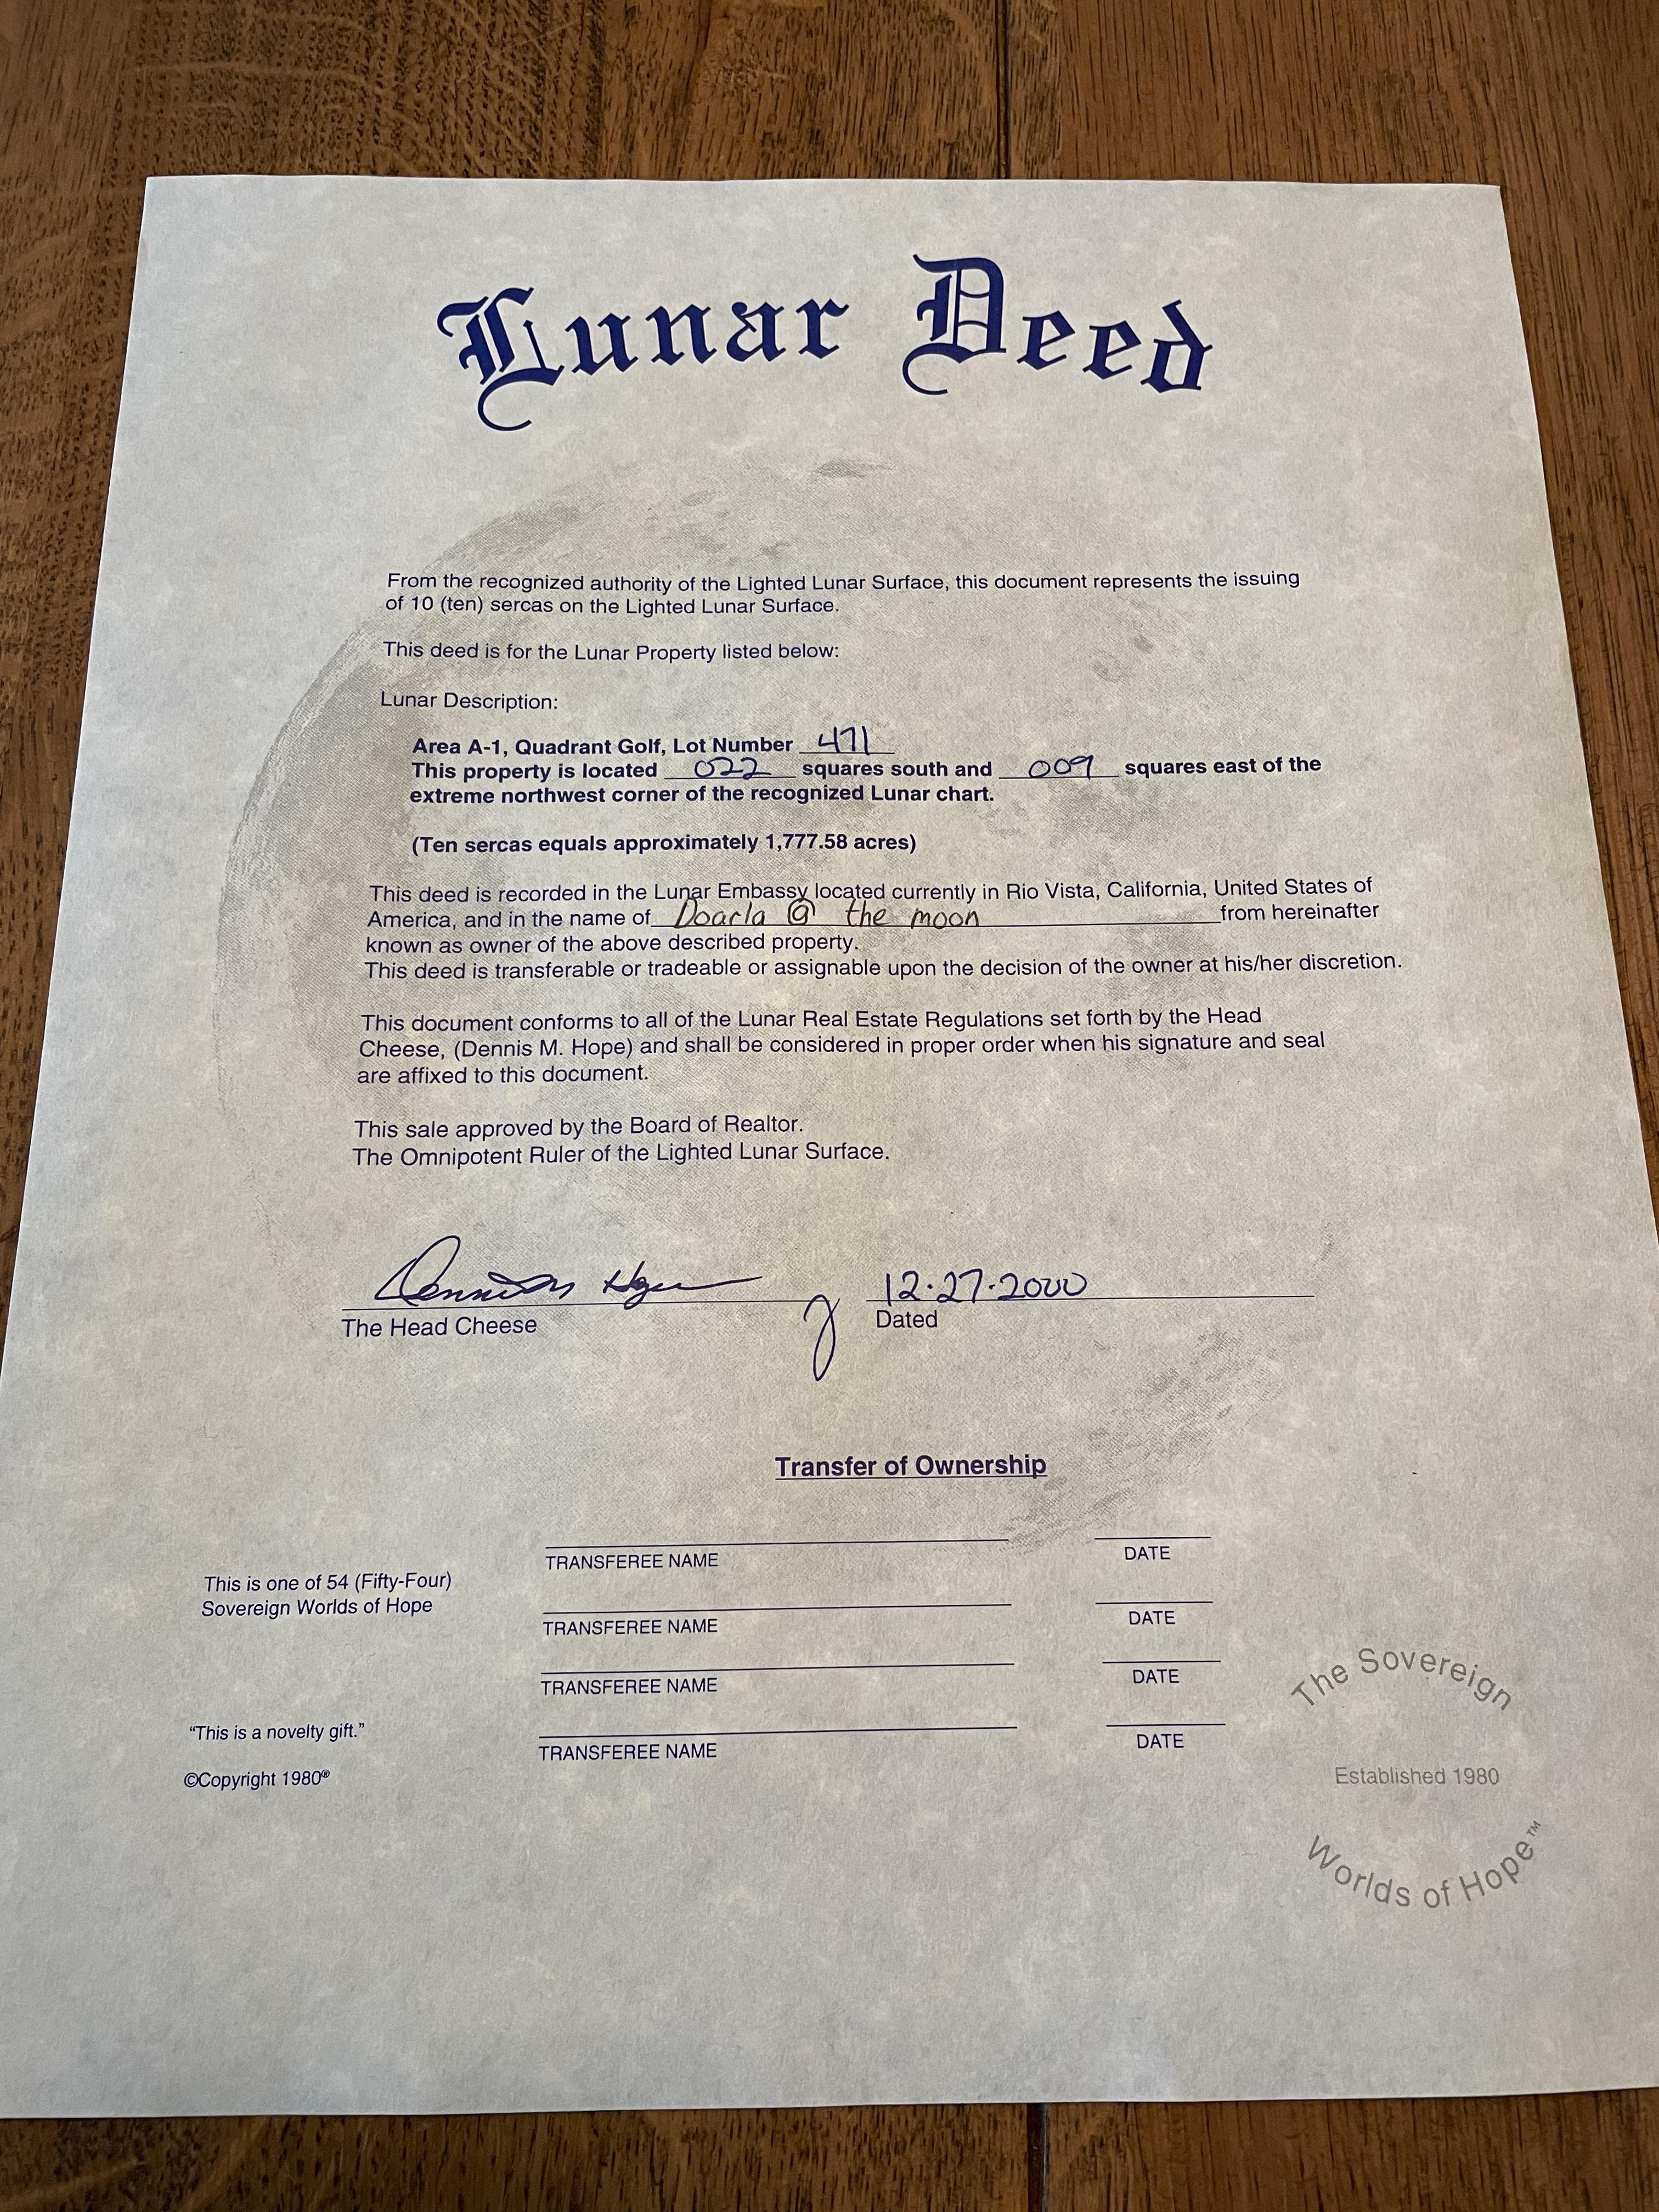 Lunar Deed
From the recognized authority of the Lighted Lunar Surface, this document represents the issuing
of 10 (ten) sercas on the Lighted Lunar Surface.
This deed is for the Lunar Property listed below:
Lunar Description:
Area A-1, Quadrant Golf, Lot Number 471
This property is located 022 squares south and 009 squares east of the
extreme northwest corner of the recognized Lunar chart.
(Ten sercas equals approximately 1,777.58 acres)
This deed is recorded in the Lunar Embassy located currently in Rio Vista, California, United States of
America, and in the name of Doarla @ the moon from hereinafter
known as owner of the above described property.
This deed is transferable or tradeable or assignable upon the decision of the owner at his/her discretion.
This document conforms to all of the Lunar Real Estate Regulations set forth by the Head
Cheese, (Dennis M. Hope) and shall be considered in proper order when his signature and seal
are affixed to this document.
This sale approved by the Board of Realtor.
The Omnipotent Ruler of the Lighted Lunar Surface.
12·27·2000
The Head Cheese Dated
Transfer of Ownership
TRANSFEREE NAME DATE
This is one of 54 (Fifty-Four)
Sovereign Worlds of Hope
TRANSFEREE NAME DATE
TRANSFEREE NAME DATE
"This is a novelty gift."
TRANSFEREE NAME DATE
©Copyright 1980®
The Sovereign
Established 1980
Worlds of Hope™